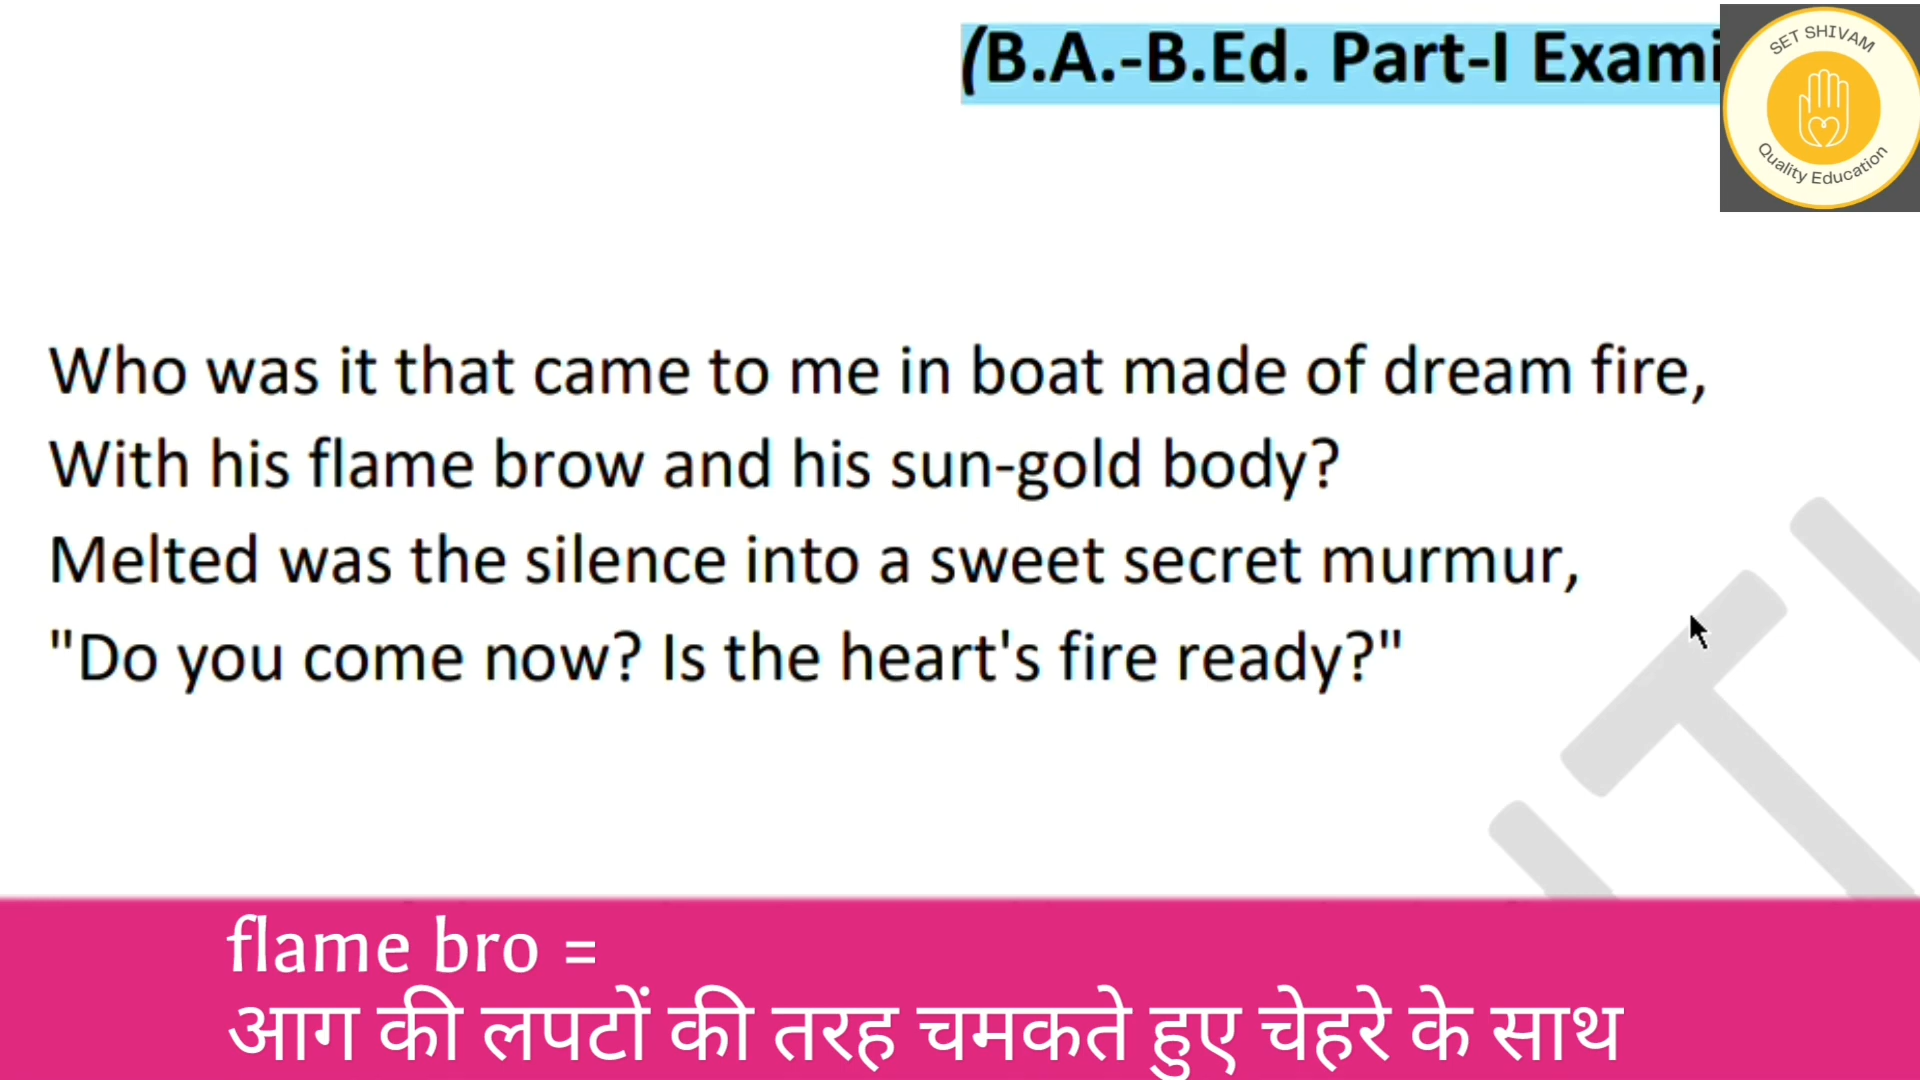 (B.A.-B.Ed. Part-I Exami
SET SHIVAM
Quality Education
Who was it that came to me in boat made of dream fire,
With his flame brow and his sun-gold body?
Melted was the silence into a sweet secret murmur,
"Do you come now? Is the heart's fire ready?"
flame bro =
आग की लपटों की तरह चमकते हुए चेहरे के साथ